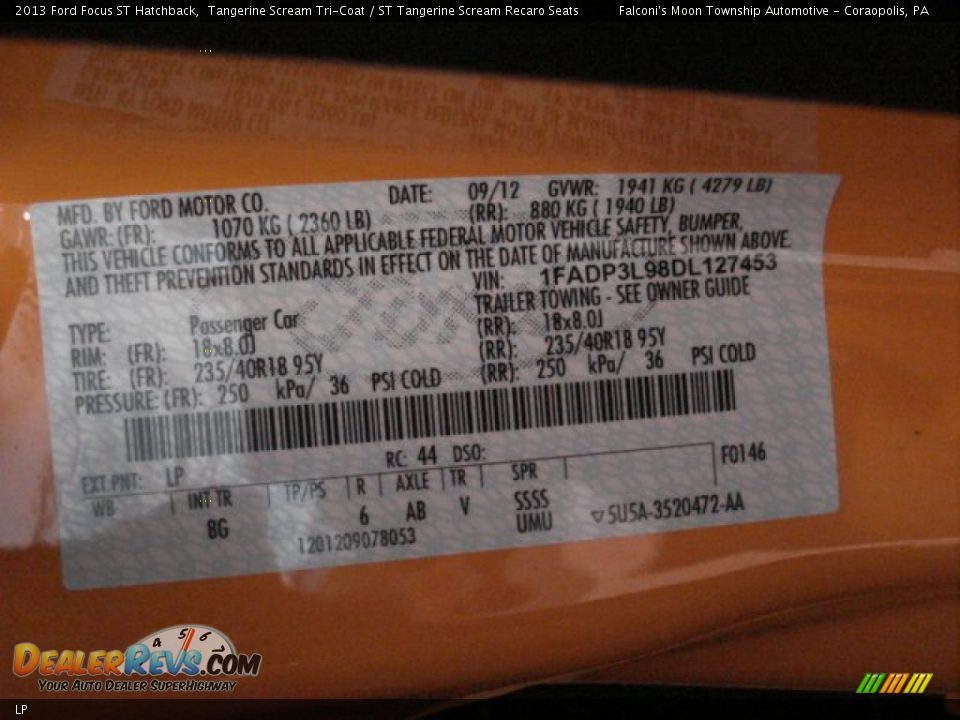 2013 Ford Focus ST Hatchback, Tangerine Scream Tri-Coat / ST Tangerine Scream Recaro Seats Falconi's Moon Township Automotive - Coraopolis, PA
MFD. BY FORD MOTOR CO. DATE: 09/12 GVWR: 1941 KG ( 4279 LB)
GAWR: (FR): 1070 KG ( 2360 LB) (RR): 880 KG ( 1940 LB)
THIS VEHICLE CONFORMS TO ALL APPLICABLE FEDERAL MOTOR VEHICLE SAFETY, BUMPER,
AND THEFT PREVENTION STANDARDS IN EFFECT ON THE DATE OF MANUFACTURE SHOWN ABOVE.
VIN: 1FADP3L98DL127453
TYPE: Passenger Car TRAILER TOWING - SEE OWNER GUIDE
RIM: (FR): 18x8.0J (RR): 18x8.0J
TIRE: (FR): 235/40R18 95Y (RR): 235/40R18 95Y
PRESSURE: (FR): 250 kPa/ 36 PSI COLD (RR): 250 kPa/ 36 PSI COLD
EXT PNT: LP RC: 44 DSO: F0146
WB INT TR TP/PS R AXLE TR SPR
8G 6 AB V SSSS
1201209078053 UMU ▽5U5A-3520472-AA
DEALERREVS.COM
YOUR AUTO DEALER SUPERHIGHWAY
4 5 6
LP